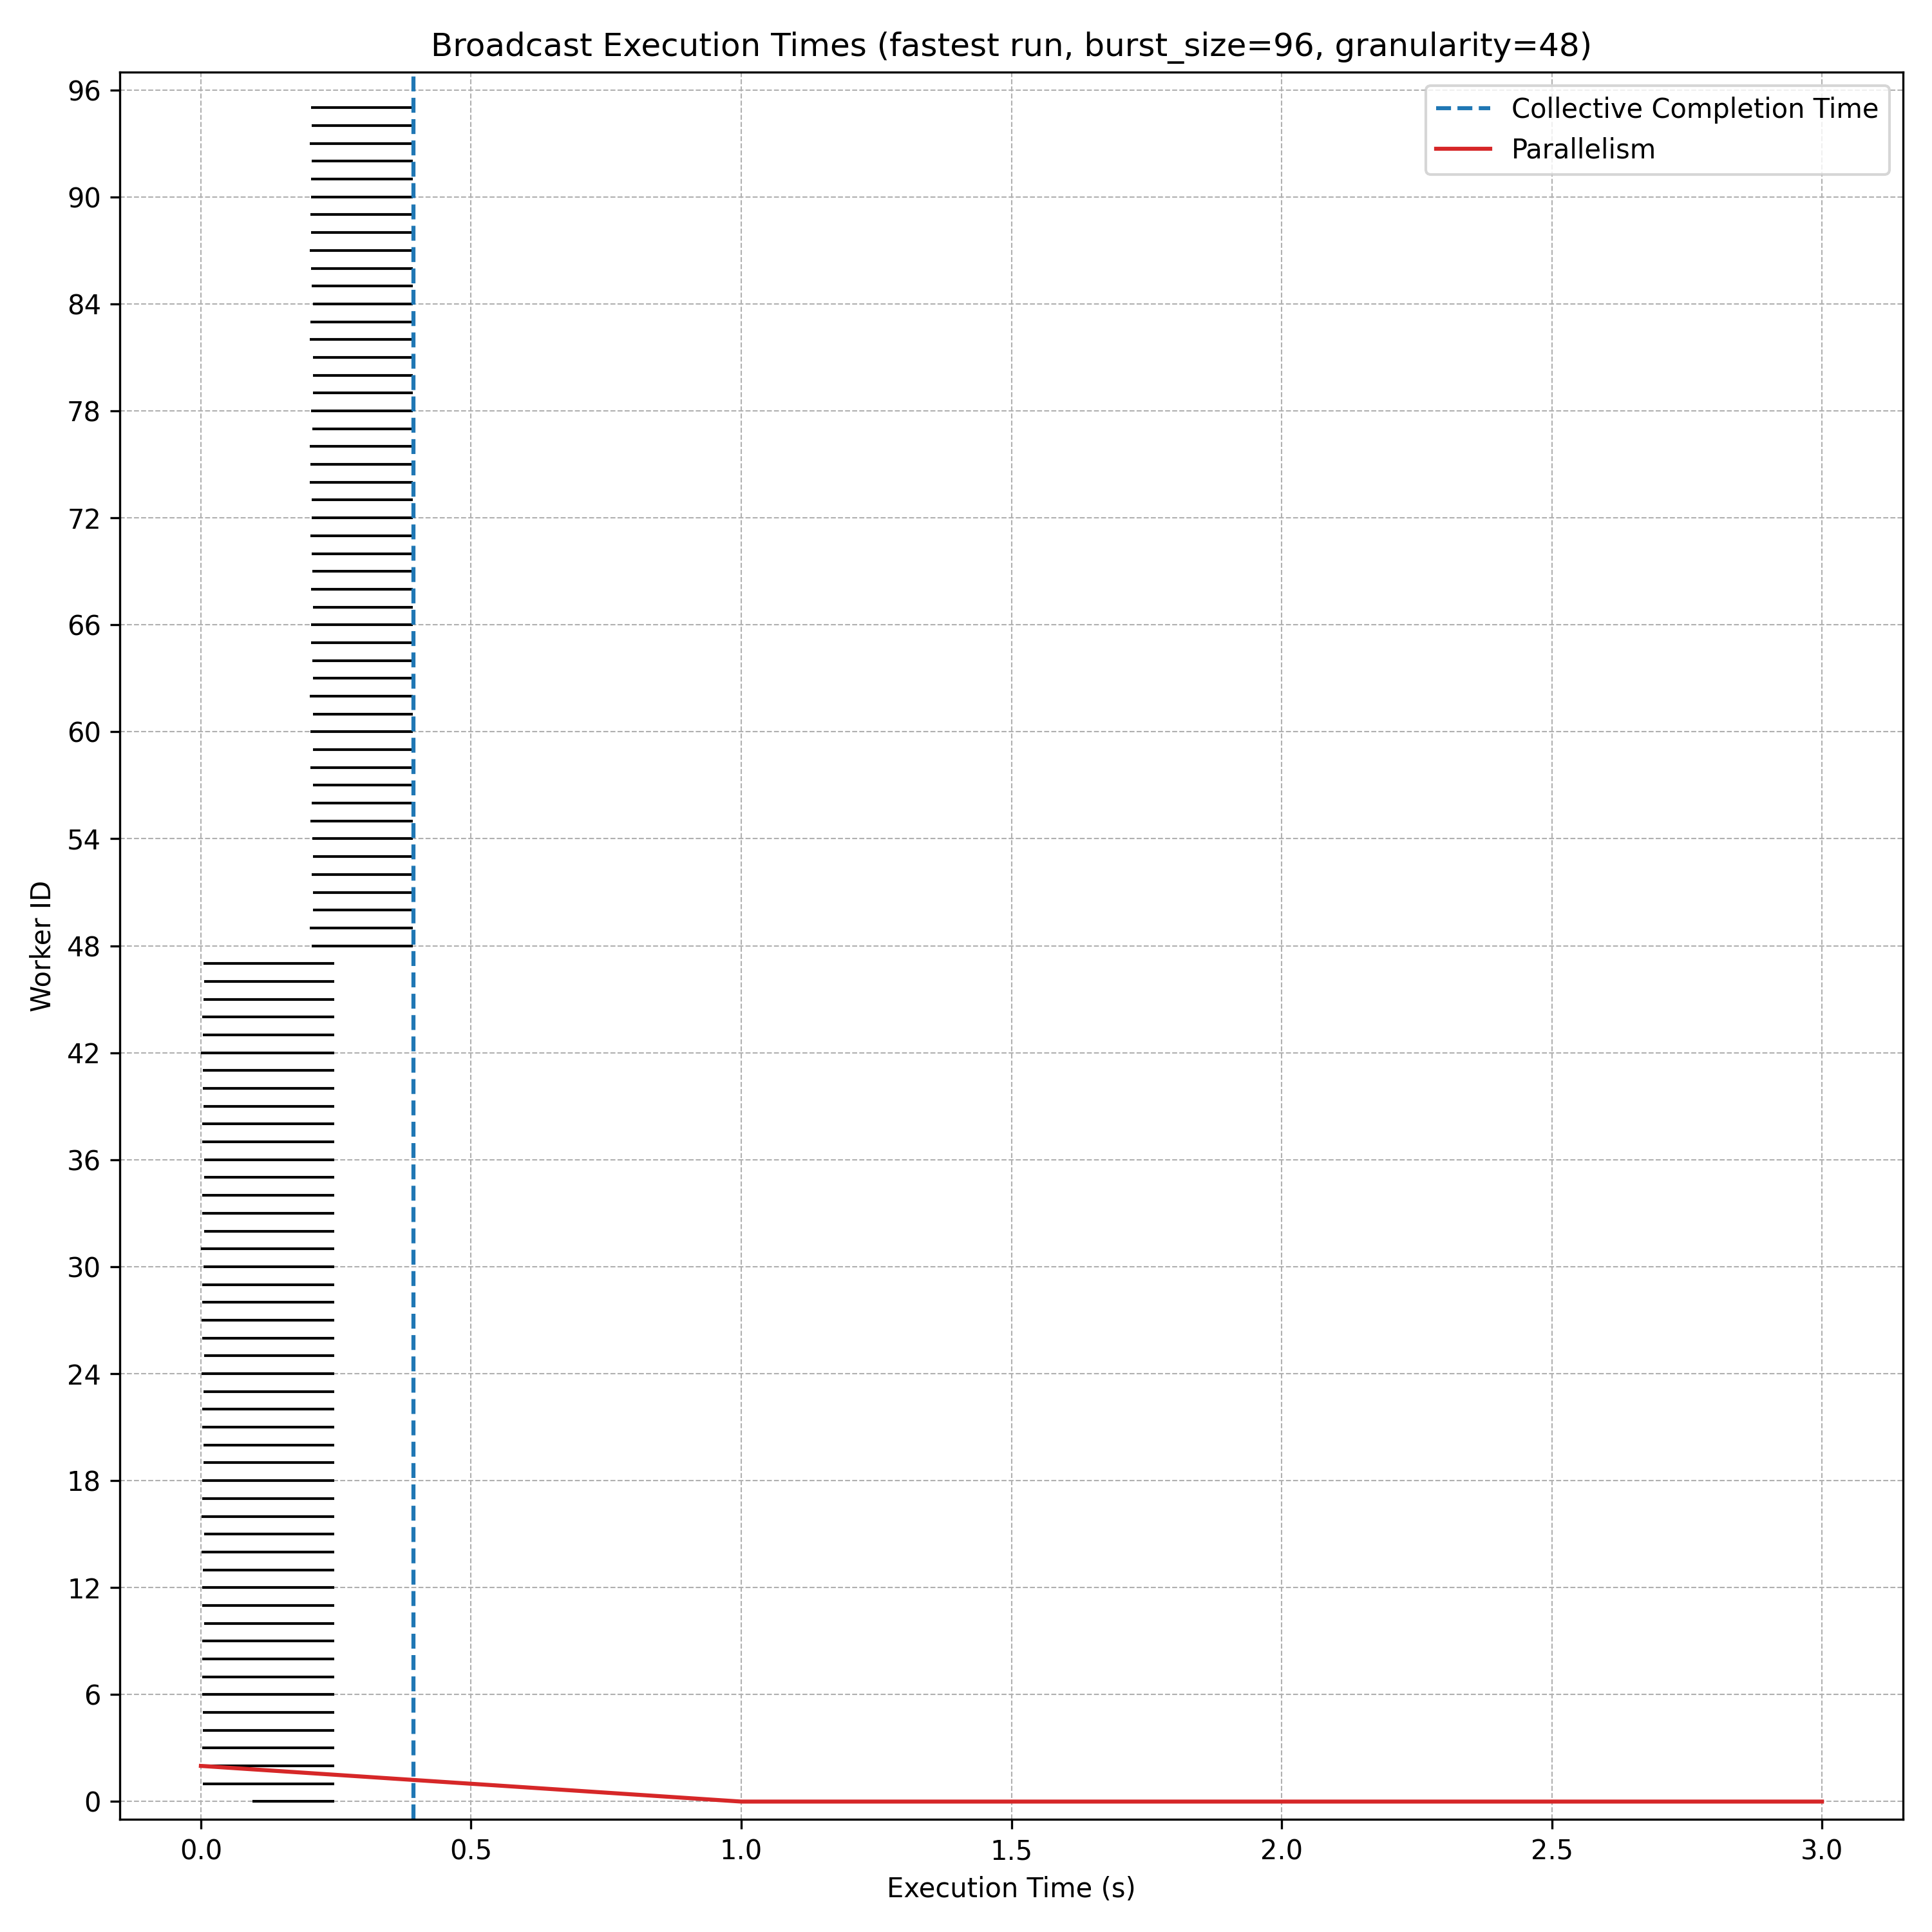 Broadcast Execution Times (fastest run, burst_size=96, granularity=48)
Collective Completion Time
Parallelism
Worker ID
96
90
84
78
72
66
60
54
48
42
36
30
24
18
12
6
0
0.0 0.5 1.0 1.5 2.0 2.5 3.0
Execution Time (s)